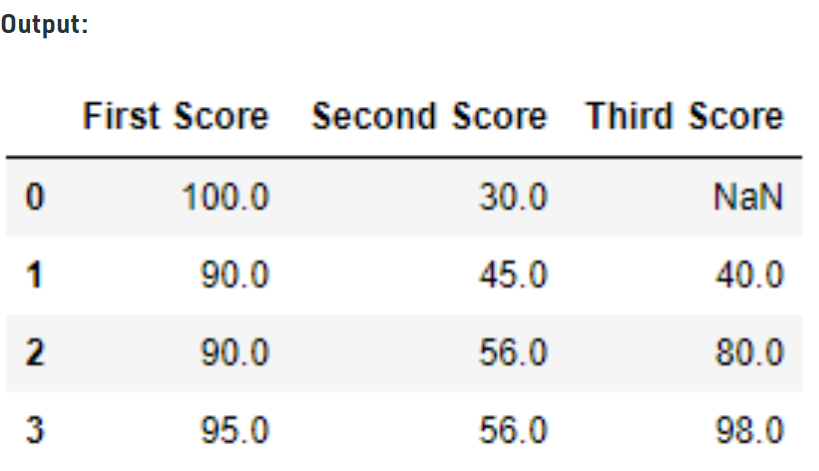 Output:
First Score Second Score Third Score
0 100.0 30.0 NaN
1 90.0 45.0 40.0
2 90.0 56.0 80.0
3 95.0 56.0 98.0